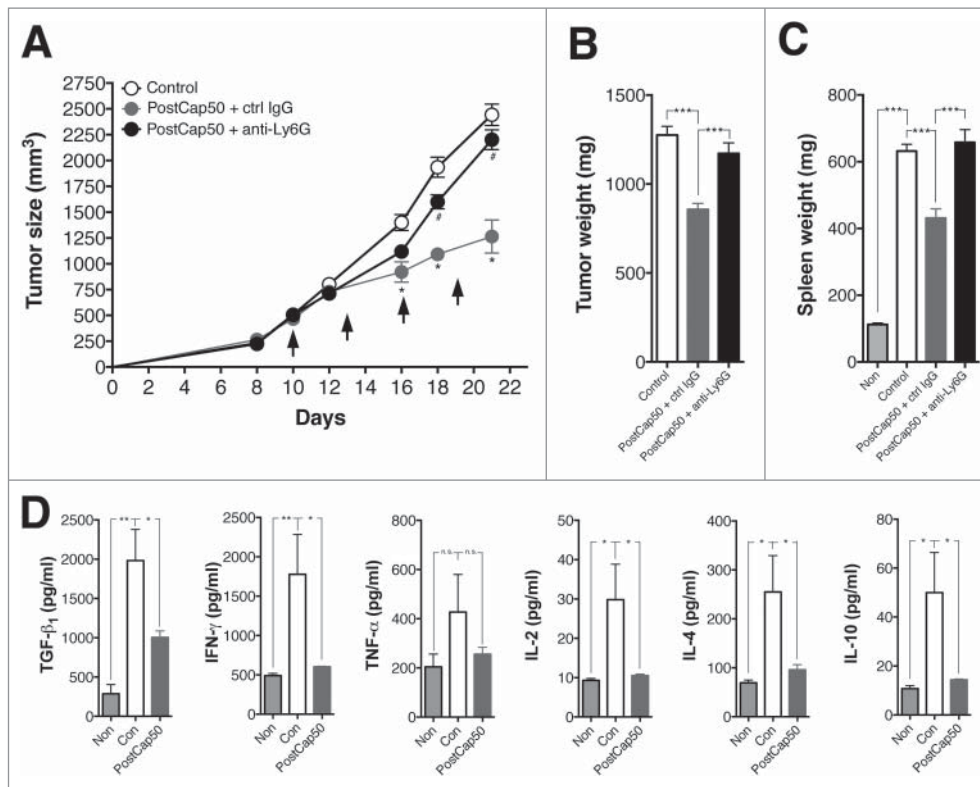 A
Control
PostCap50 + ctrl IgG
PostCap50 + anti-Ly6G
Tumor size (mm³)
2750
2500
2250
2000
1750
1500
1250
1000
750
500
250
0
* * *
# #
0 2 4 6 8 10 12 14 16 18 20 22
Days
B
Tumor weight (mg)
1500
1000
500
0
*** ***
Control
PostCap50 + ctrl IgG
PostCap50 + anti-Ly6G
C
Spleen weight (mg)
800
600
400
200
0
*** *** ***
Non
Control
PostCap50 + ctrl IgG
PostCap50 + anti-Ly6G
D
TGF-β₁ (pg/ml)
2500
2000
1500
1000
500
0
** *
Non
Con
PostCap50
IFN-γ (pg/ml)
2500
2000
1500
1000
500
0
** *
Non
Con
PostCap50
TNF-α (pg/ml)
800
600
400
200
0
n.s. n.s.
Non
Con
PostCap50
IL-2 (pg/ml)
50
40
30
20
10
0
* *
Non
Con
PostCap50
IL-4 (pg/ml)
400
300
200
100
0
* *
Non
Con
PostCap50
IL-10 (pg/ml)
80
60
40
20
0
* *
Non
Con
PostCap50